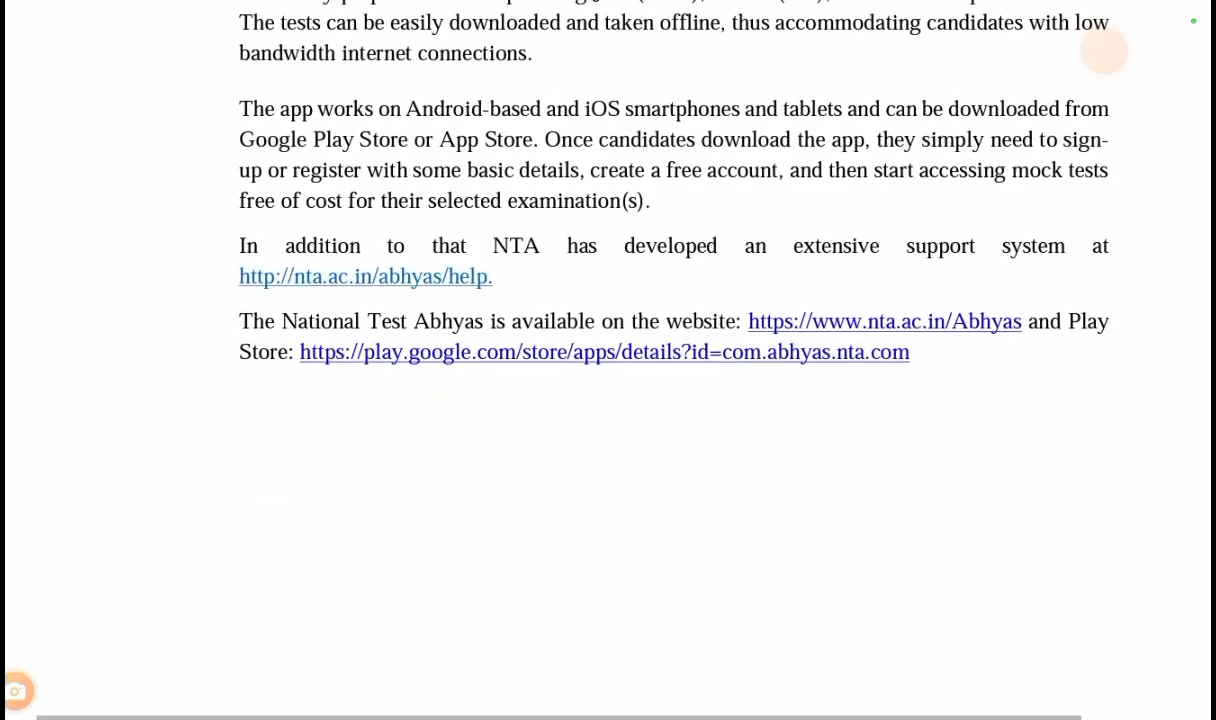 The tests can be easily downloaded and taken offline, thus accommodating candidates with low
bandwidth internet connections.
The app works on Android-based and iOS smartphones and tablets and can be downloaded from
Google Play Store or App Store. Once candidates download the app, they simply need to sign-
up or register with some basic details, create a free account, and then start accessing mock tests
free of cost for their selected examination(s).
In addition to that NTA has developed an extensive support system at
http://nta.ac.in/abhyas/help.
The National Test Abhyas is available on the website: https://www.nta.ac.in/Abhyas and Play
Store: https://play.google.com/store/apps/details?id=com.abhyas.nta.com